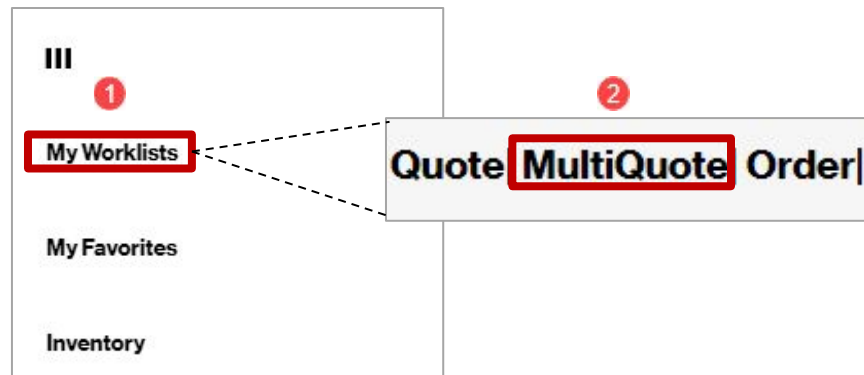 III
1
My Worklists
My Favorites
Inventory
2
Quote MultiQuote Order|